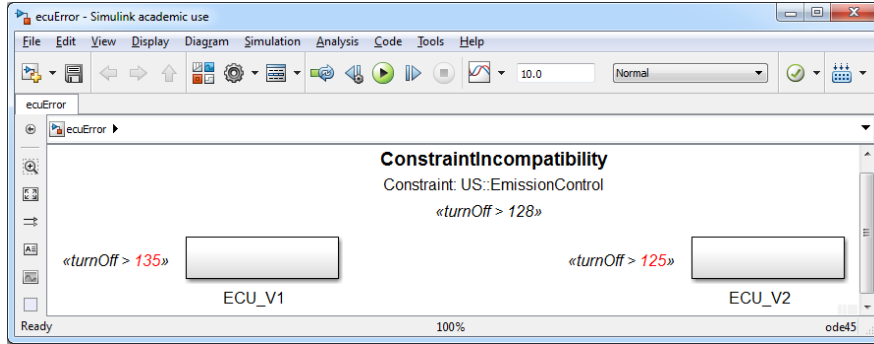 ecuError - Simulink academic use
File Edit View Display Diagram Simulation Analysis Code Tools Help
10.0 Normal
ecuError
ecuError
ConstraintIncompatibility
Constraint: US::EmissionControl
«turnOff > 128»
«turnOff > 135» «turnOff > 125»
ECU_V1 ECU_V2
Ready 100% ode45